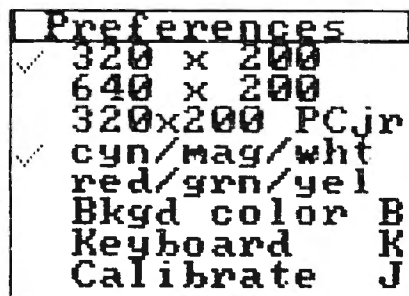 Preferences
✓ 320 x 200
640 x 200
320x200 PCjr
✓ cyn/mag/wht
red/grn/yel
Bkgd color B
Keyboard K
Calibrate J